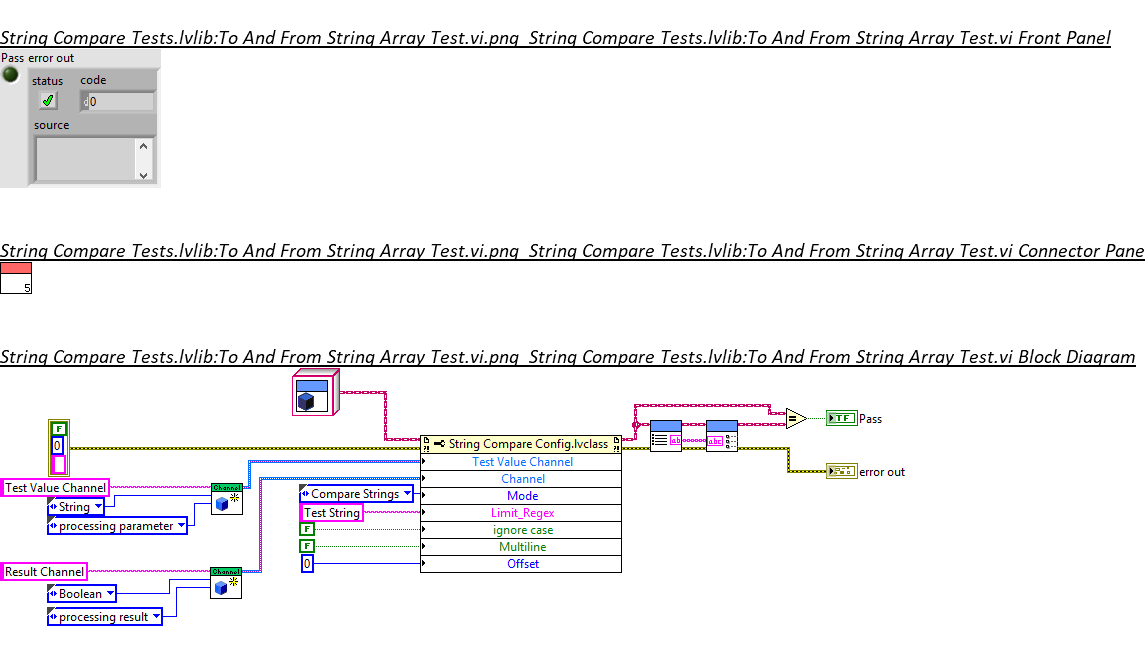 String Compare Tests.lvlib:To And From String Array Test.vi.png String Compare Tests.lvlib:To And From String Array Test.vi Front Panel
Pass error out
status code
d 0
source
String Compare Tests.lvlib:To And From String Array Test.vi.png String Compare Tests.lvlib:To And From String Array Test.vi Connector Pane
5
String Compare Tests.lvlib:To And From String Array Test.vi.png String Compare Tests.lvlib:To And From String Array Test.vi Block Diagram
F
0
Test Value Channel
String
processing parameter
Channel
Result Channel
Boolean
processing result
Channel
Compare Strings
Test String
F
F
0
String Compare Config.lvclass
Test Value Channel
Channel
Mode
Limit_Regex
ignore case
Multiline
Offset
ab
abc
=
TF
Pass
error out